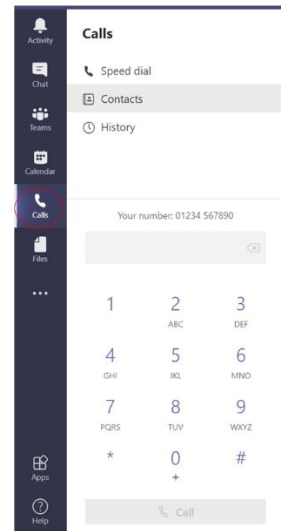 Activity
Chat
Teams
Calendar
Calls
Files
...
Apps
Help
Calls
Speed dial
Contacts
History
Your number: 01234 567890
1 2 3
ABC DEF
4 5 6
GHI JKL MNO
7 8 9
PQRS TUV WXYZ
* 0 #
+
Call